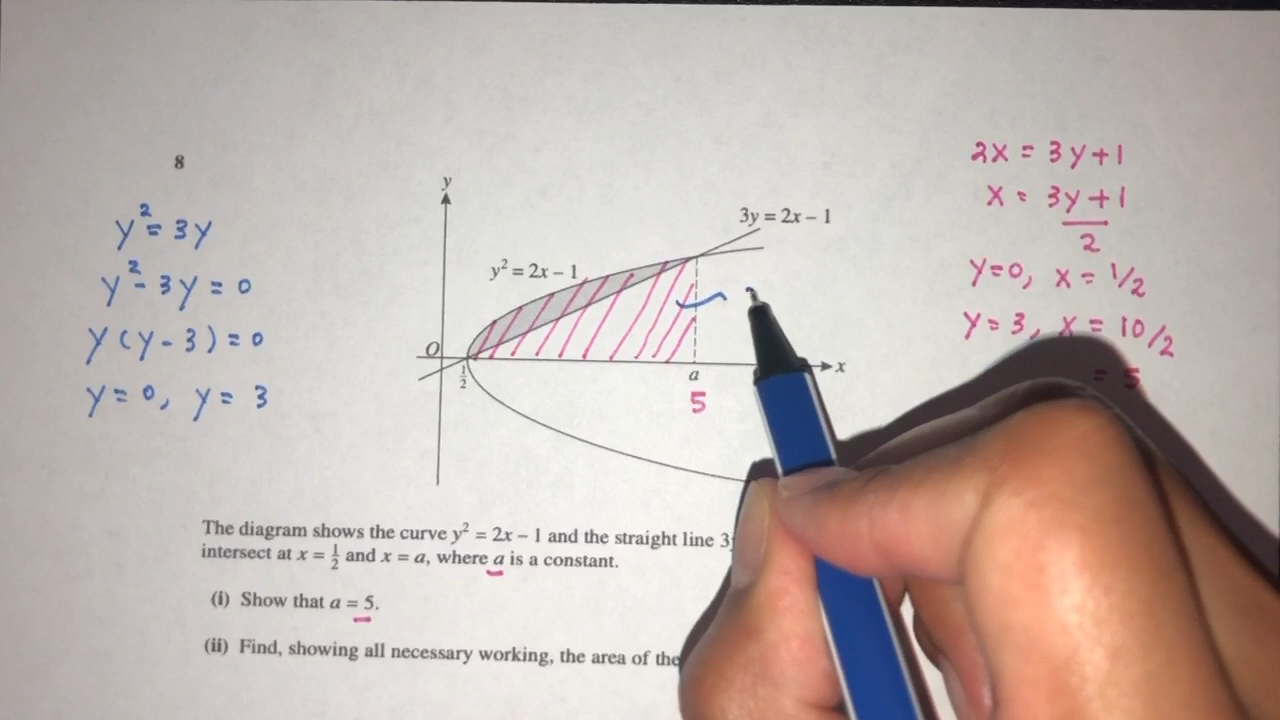 8
y² = 3y
y² - 3y = 0
y(y - 3) = 0
y = 0, y = 3
y
3y = 2x – 1
y² = 2x – 1
O
x
1/2
a
5
2x = 3y + 1
x = 3y + 1
2
y = 0, x = 1/2
y = 3, x = 10/2
= 5
The diagram shows the curve y² = 2x – 1 and the straight line 3
intersect at x = 1/2 and x = a, where a is a constant.
(i) Show that a = 5.
(ii) Find, showing all necessary working, the area of the